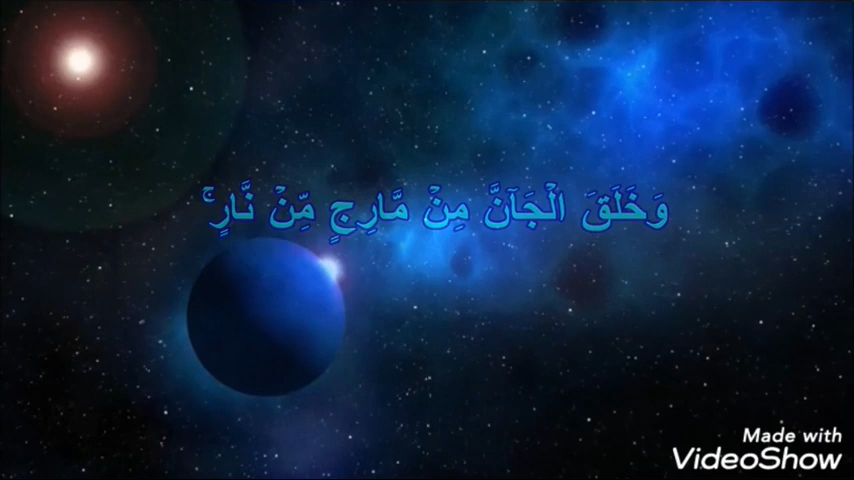 وَخَلَقَ الْجَآنَّ مِنْ مَّارِجٍ مِّنْ نَّارٍۚ
Made with
VideoShow